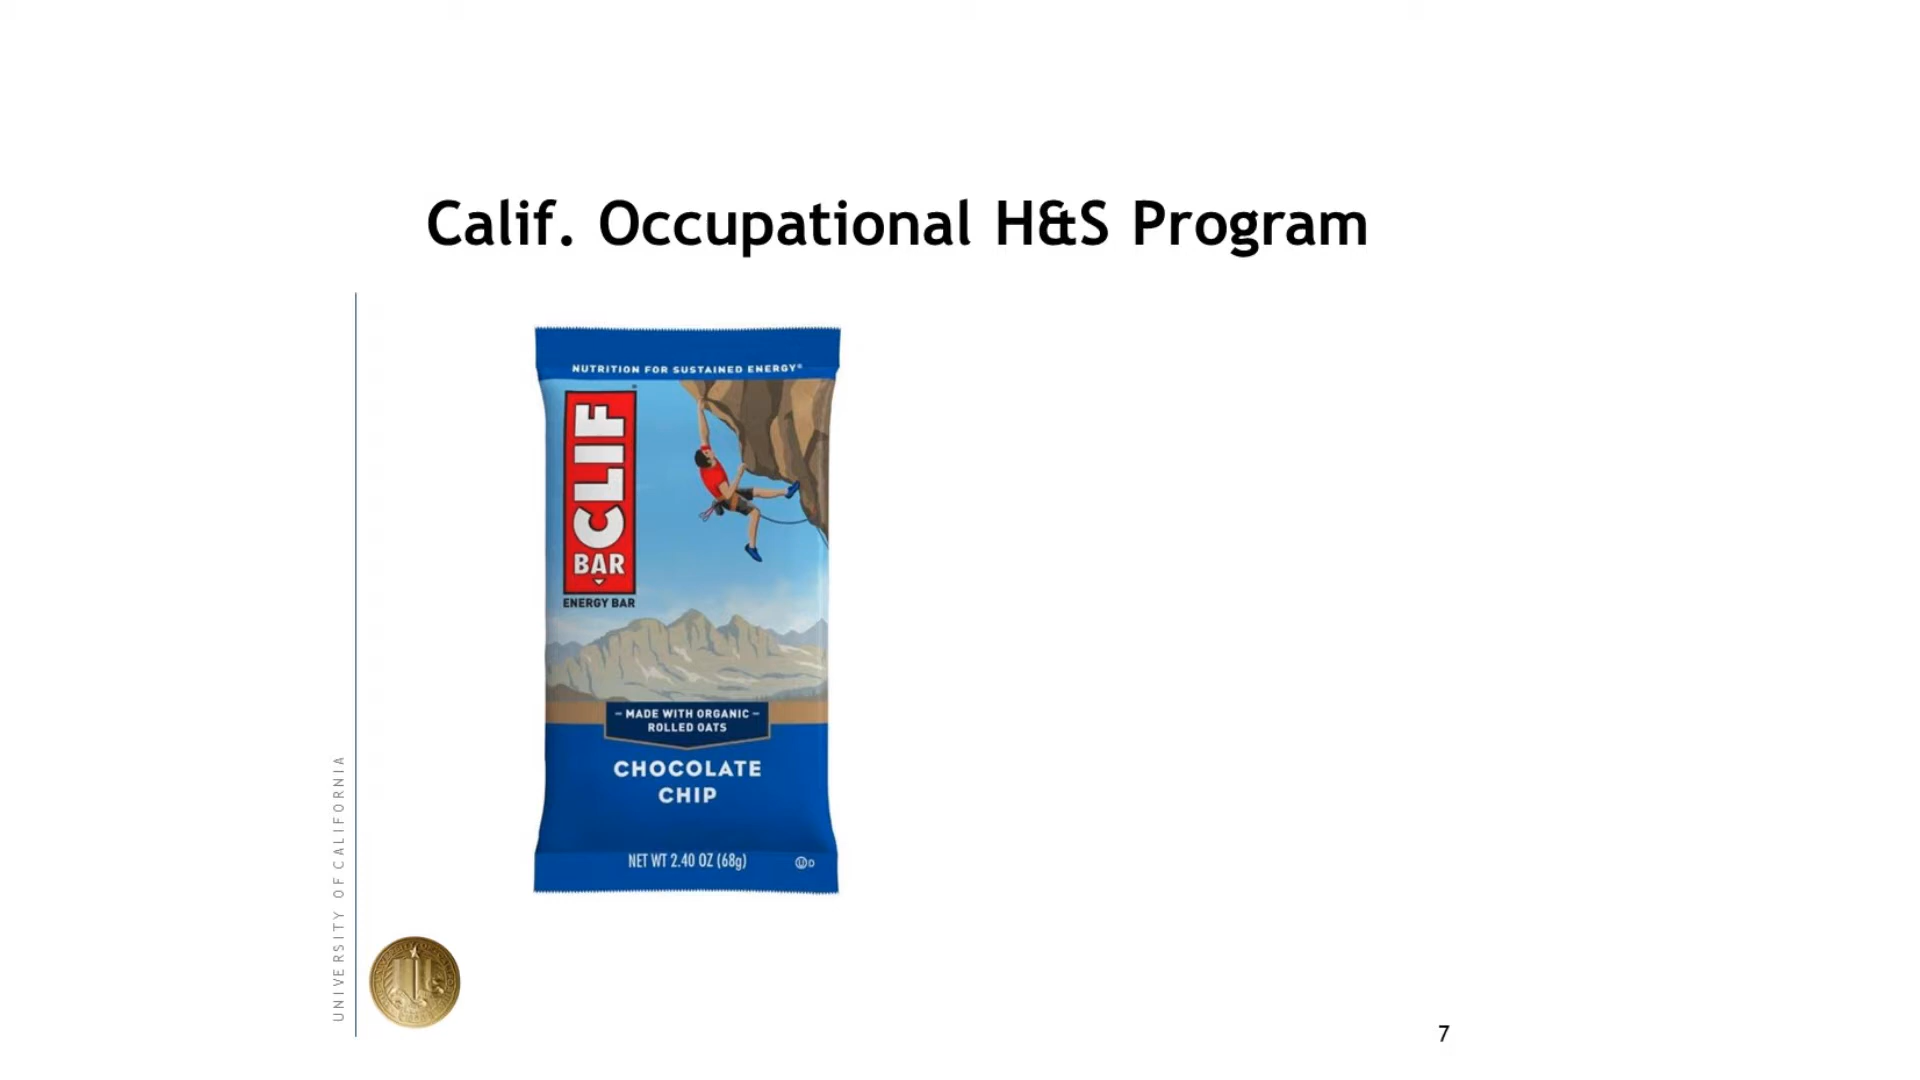 Calif. Occupational H&S Program
NUTRITION FOR SUSTAINED ENERGY®
CLIF
BAR
ENERGY BAR
– MADE WITH ORGANIC –
ROLLED OATS
CHOCOLATE
CHIP
NET WT 2.40 OZ (68g)
UNIVERSITY OF CALIFORNIA
7